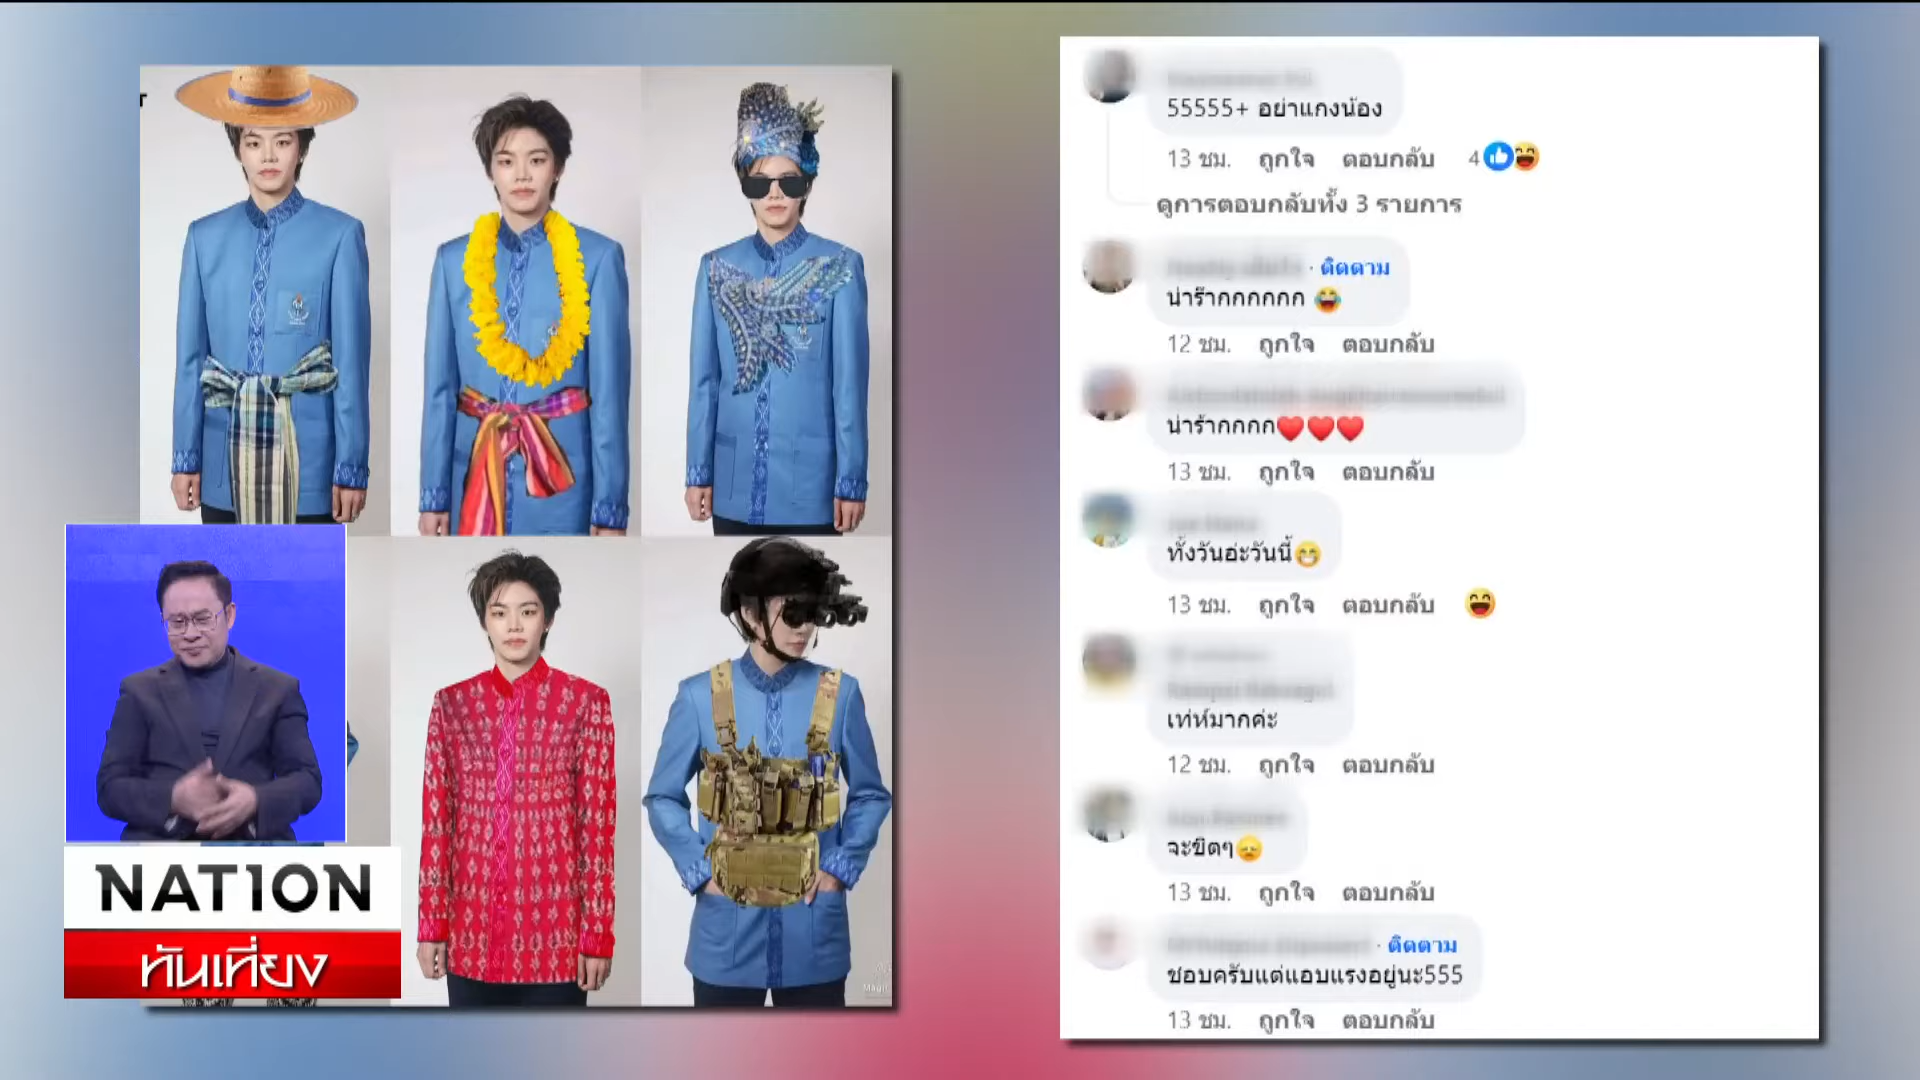 55555+ อย่าแกงน้อง
13 ชม. ถูกใจ ตอบกลับ 4
ดูการตอบกลับทั้ง 3 รายการ
· ติดตาม
น่าร๊ากกกกกก
12 ชม. ถูกใจ ตอบกลับ
น่าร้ากกกก
13 ชม. ถูกใจ ตอบกลับ
ทั้งวันอ่ะวันนี้
13 ชม. ถูกใจ ตอบกลับ
เท่ห์มากค่ะ
12 ชม. ถูกใจ ตอบกลับ
จะขิตๆ
13 ชม. ถูกใจ ตอบกลับ
· ติดตาม
ชอบครับแต่แอบแรงอยู่นะ555
13 ชม. ถูกใจ ตอบกลับ
NATION
ทันเที่ยง